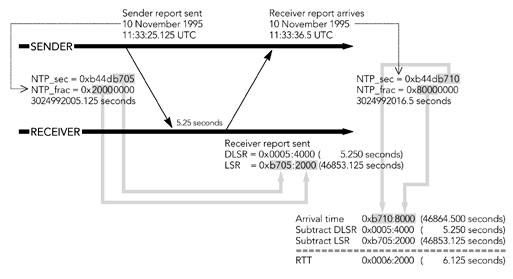 Sender report sent
10 November 1995
11:33:25.125 UTC
Receiver report arrives
10 November 1995
11:33:36.5 UTC
SENDER
NTP_sec = 0xb44db705
NTP_frac = 0x20000000
3024992005.125 seconds
NTP_sec = 0xb44db710
NTP_frac = 0x80000000
3024992016.5 seconds
5.25 seconds
RECEIVER
Receiver report sent
DLSR = 0x0005:4000 ( 5.250 seconds)
LSR = 0xb705:2000 (46853.125 seconds)
Arrival time 0xb710:8000 (46864.500 seconds)
Subtract DLSR 0x0005:4000 ( 5.250 seconds)
Subtract LSR 0xb705:2000 (46853.125 seconds)
RTT 0x0006:2000 ( 6.125 seconds)